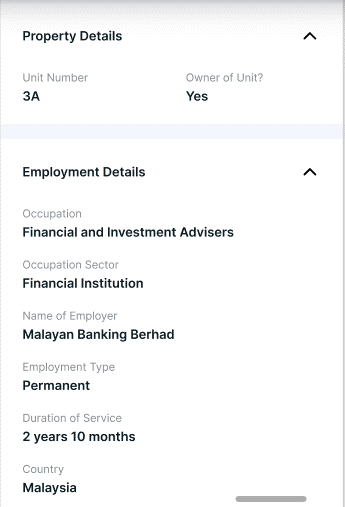 Property Details
Unit Number Owner of Unit?
3A Yes
Employment Details
Occupation
Financial and Investment Advisers
Occupation Sector
Financial Institution
Name of Employer
Malayan Banking Berhad
Employment Type
Permanent
Duration of Service
2 years 10 months
Country
Malaysia